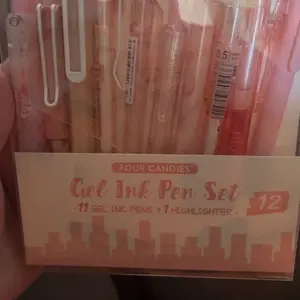 0.5
FOUR CANDIES
Gel Ink Pen Set
- 11 GEL INK PENS + 1 HIGHLIGHTER -
12